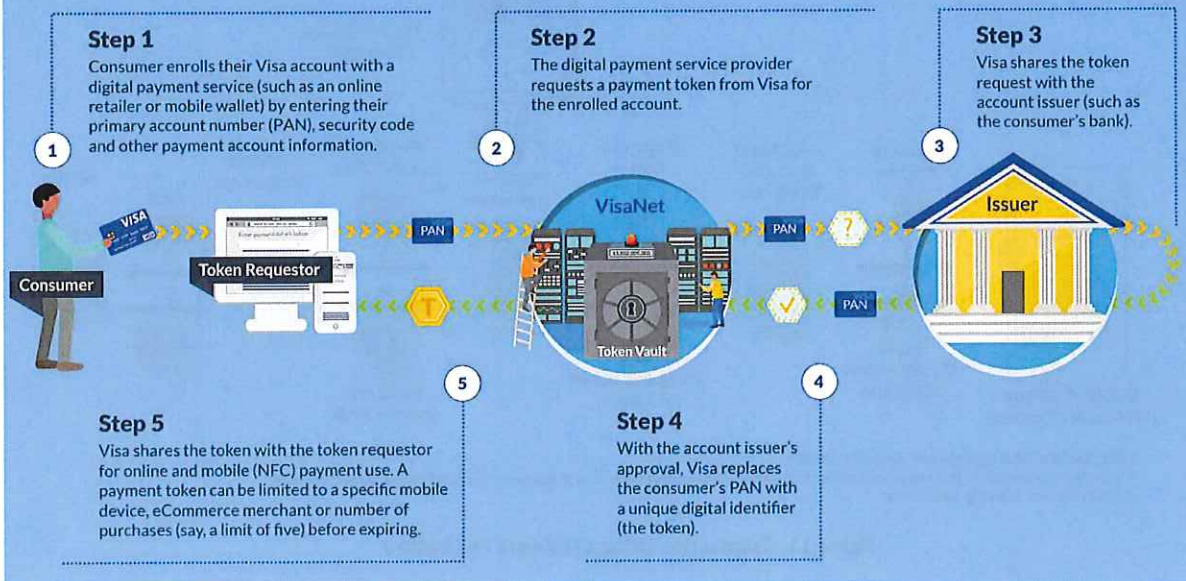 Step 1
Consumer enrolls their Visa account with a
digital payment service (such as an online
retailer or mobile wallet) by entering their
primary account number (PAN), security code
and other payment account information.
1
Step 2
The digital payment service provider
requests a payment token from Visa for
the enrolled account.
2
Step 3
Visa shares the token
request with the
account issuer (such as
the consumer's bank).
3
VISA
Consumer
Token Requestor
PAN
T
VisaNet
Token Vault
PAN
?
PAN
Issuer
5
Step 5
Visa shares the token with the token requestor
for online and mobile (NFC) payment use. A
payment token can be limited to a specific mobile
device, eCommerce merchant or number of
purchases (say, a limit of five) before expiring.
4
Step 4
With the account issuer's
approval, Visa replaces
the consumer's PAN with
a unique digital identifier
(the token).